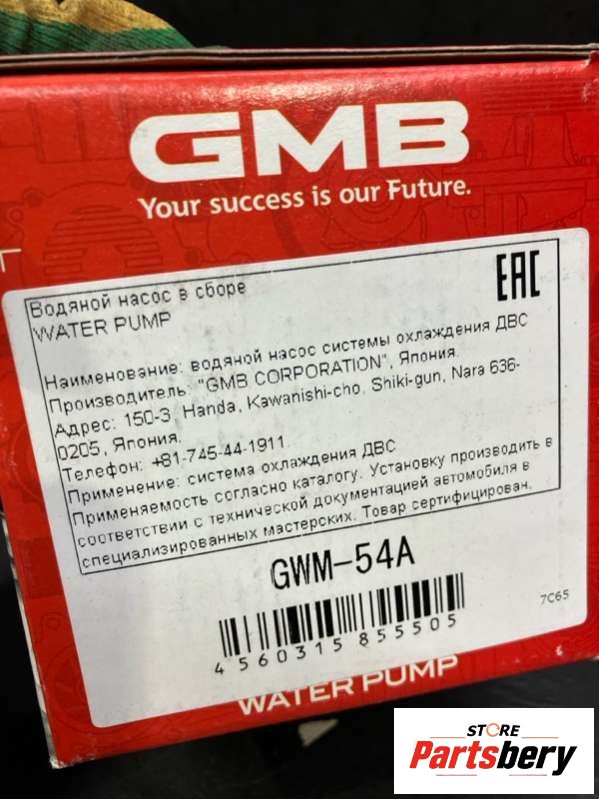 GMB
Your success is our Future.
EAC
Водяной насос в сборе
WATER PUMP
Наименование: водяной насос системы охлаждения ДВС
Производитель: "GMB CORPORATION", Япония.
Адрес: 150-3, Handa, Kawanishi-cho, Shiki-gun, Nara 636-
0205, Япония.
Телефон: +81-745-44-1911
Применение: система охлаждения ДВС
Применяемость согласно каталогу. Установку производить в
соответствии с технической документацией автомобиля в
специализированных мастерских. Товар сертифицирован.
GWM-54A
4560315855505
7C65
WATER PUMP
STORE
Partsbery